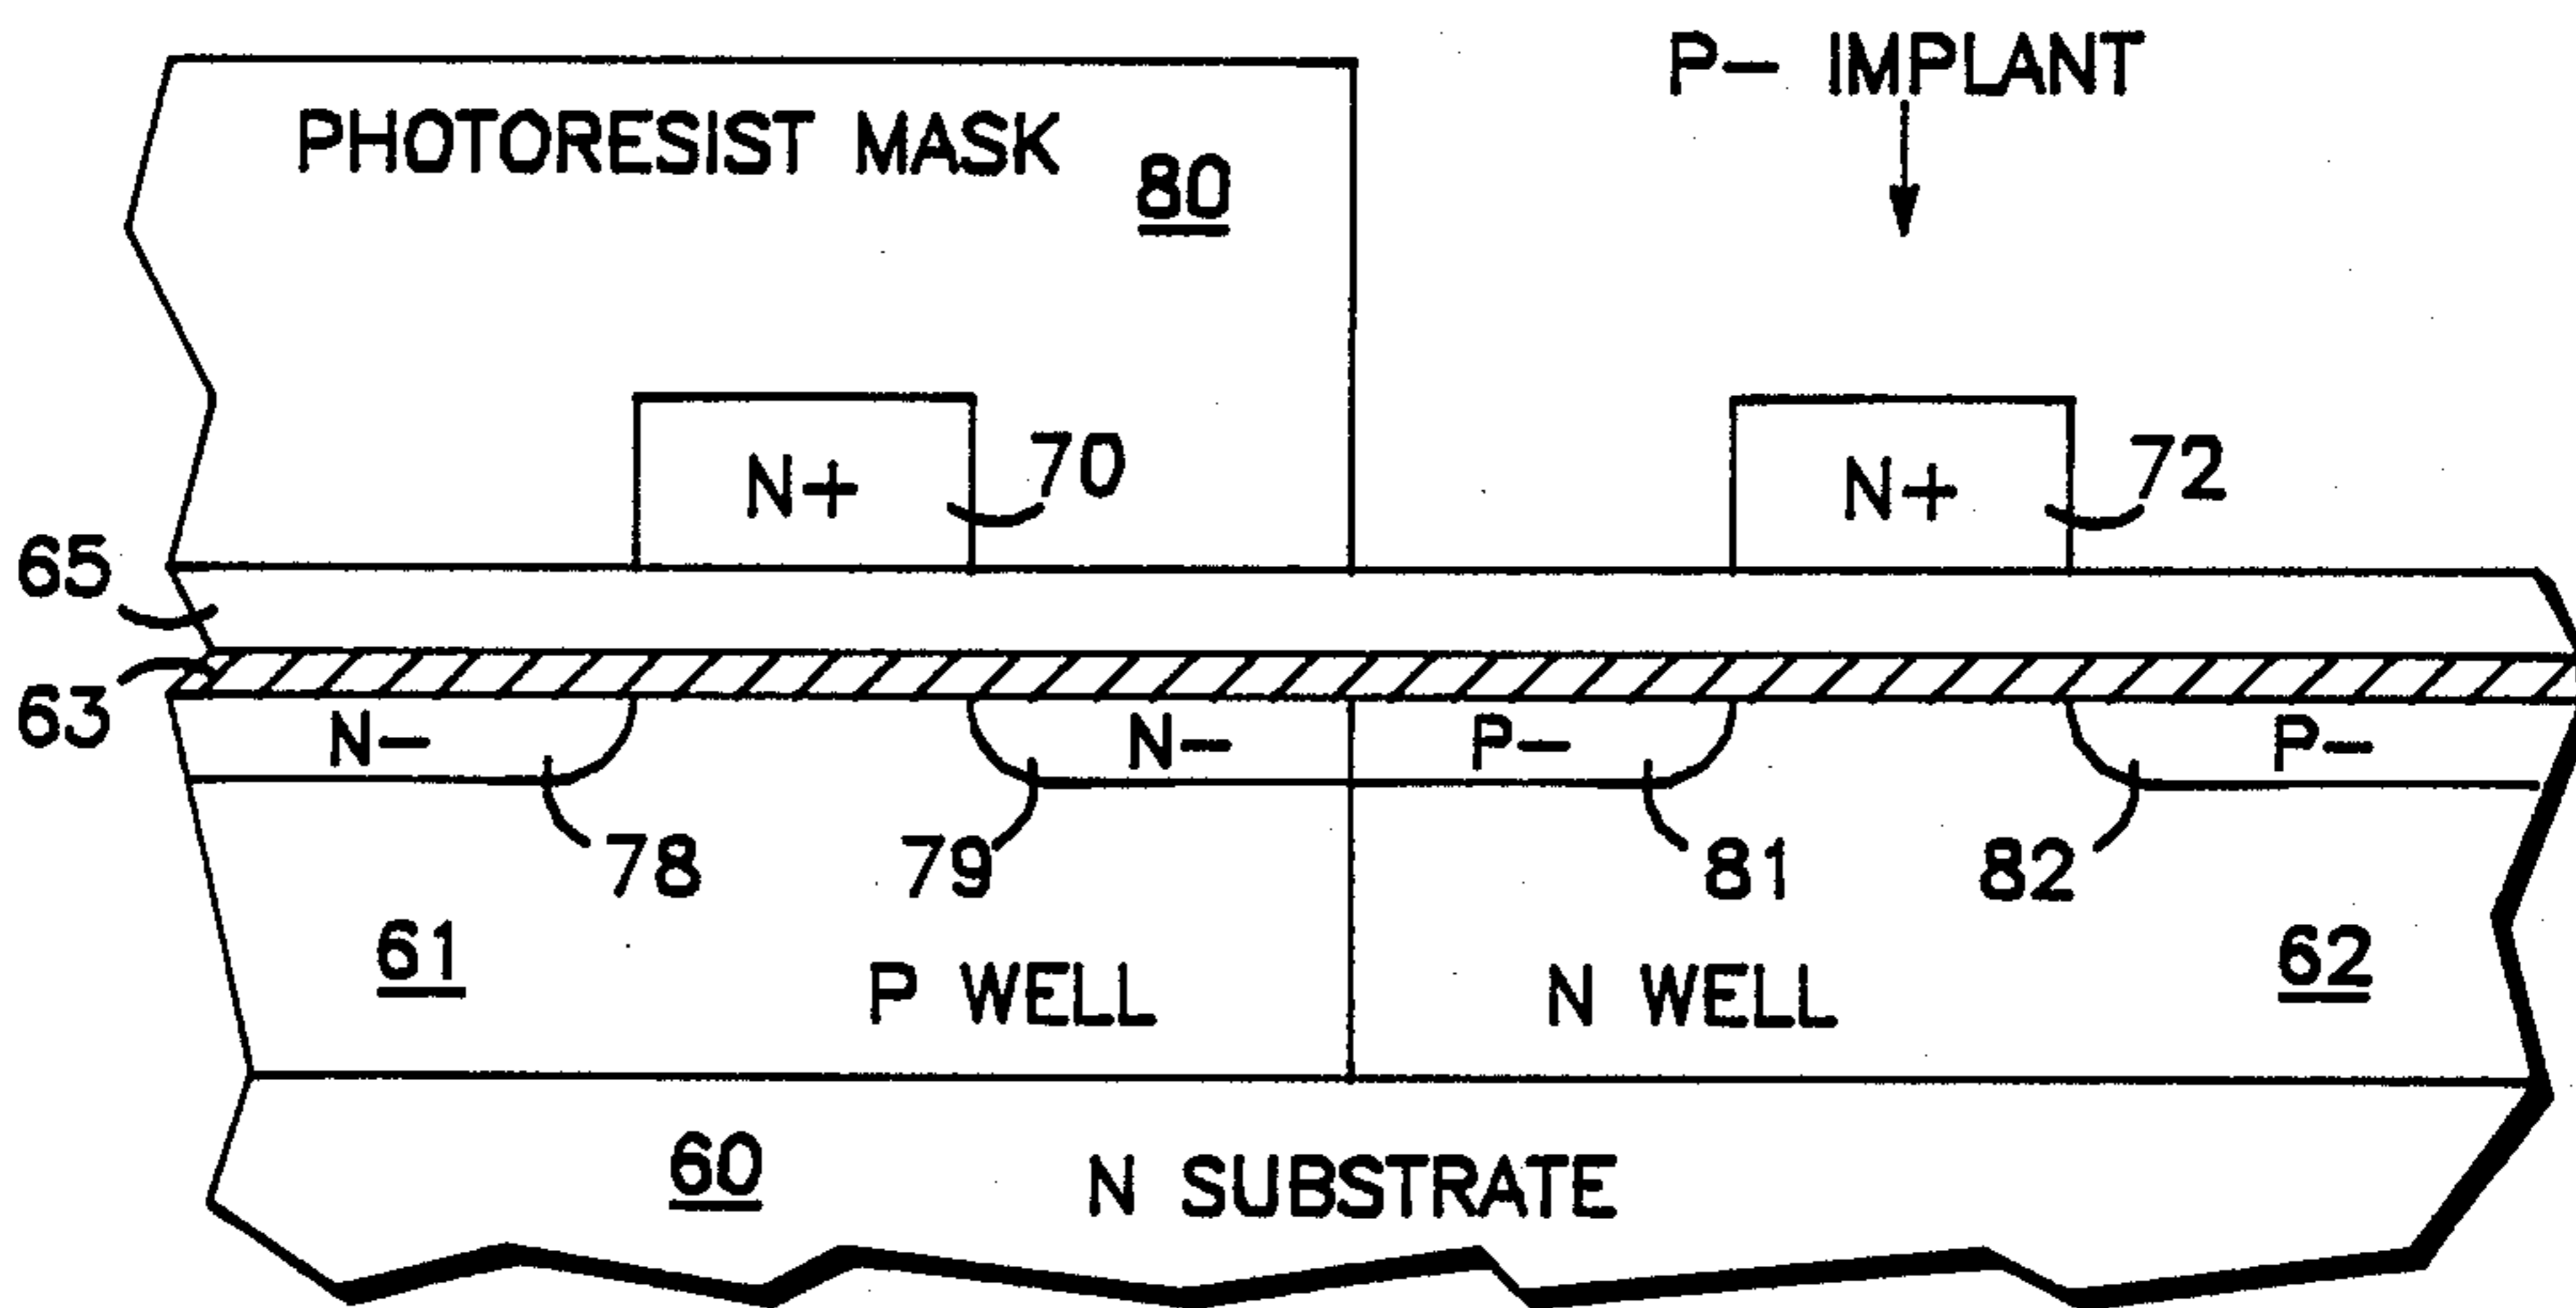 P- IMPLANT
PHOTORESIST MASK
80
N+
70
N+
72
65
63
N-
N-
P-
P-
78
79
81
82
61
P WELL
N WELL
62
60
N SUBSTRATE